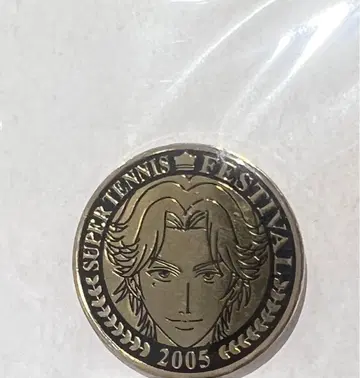 SUPER TENNIS FESTIVAL
2005